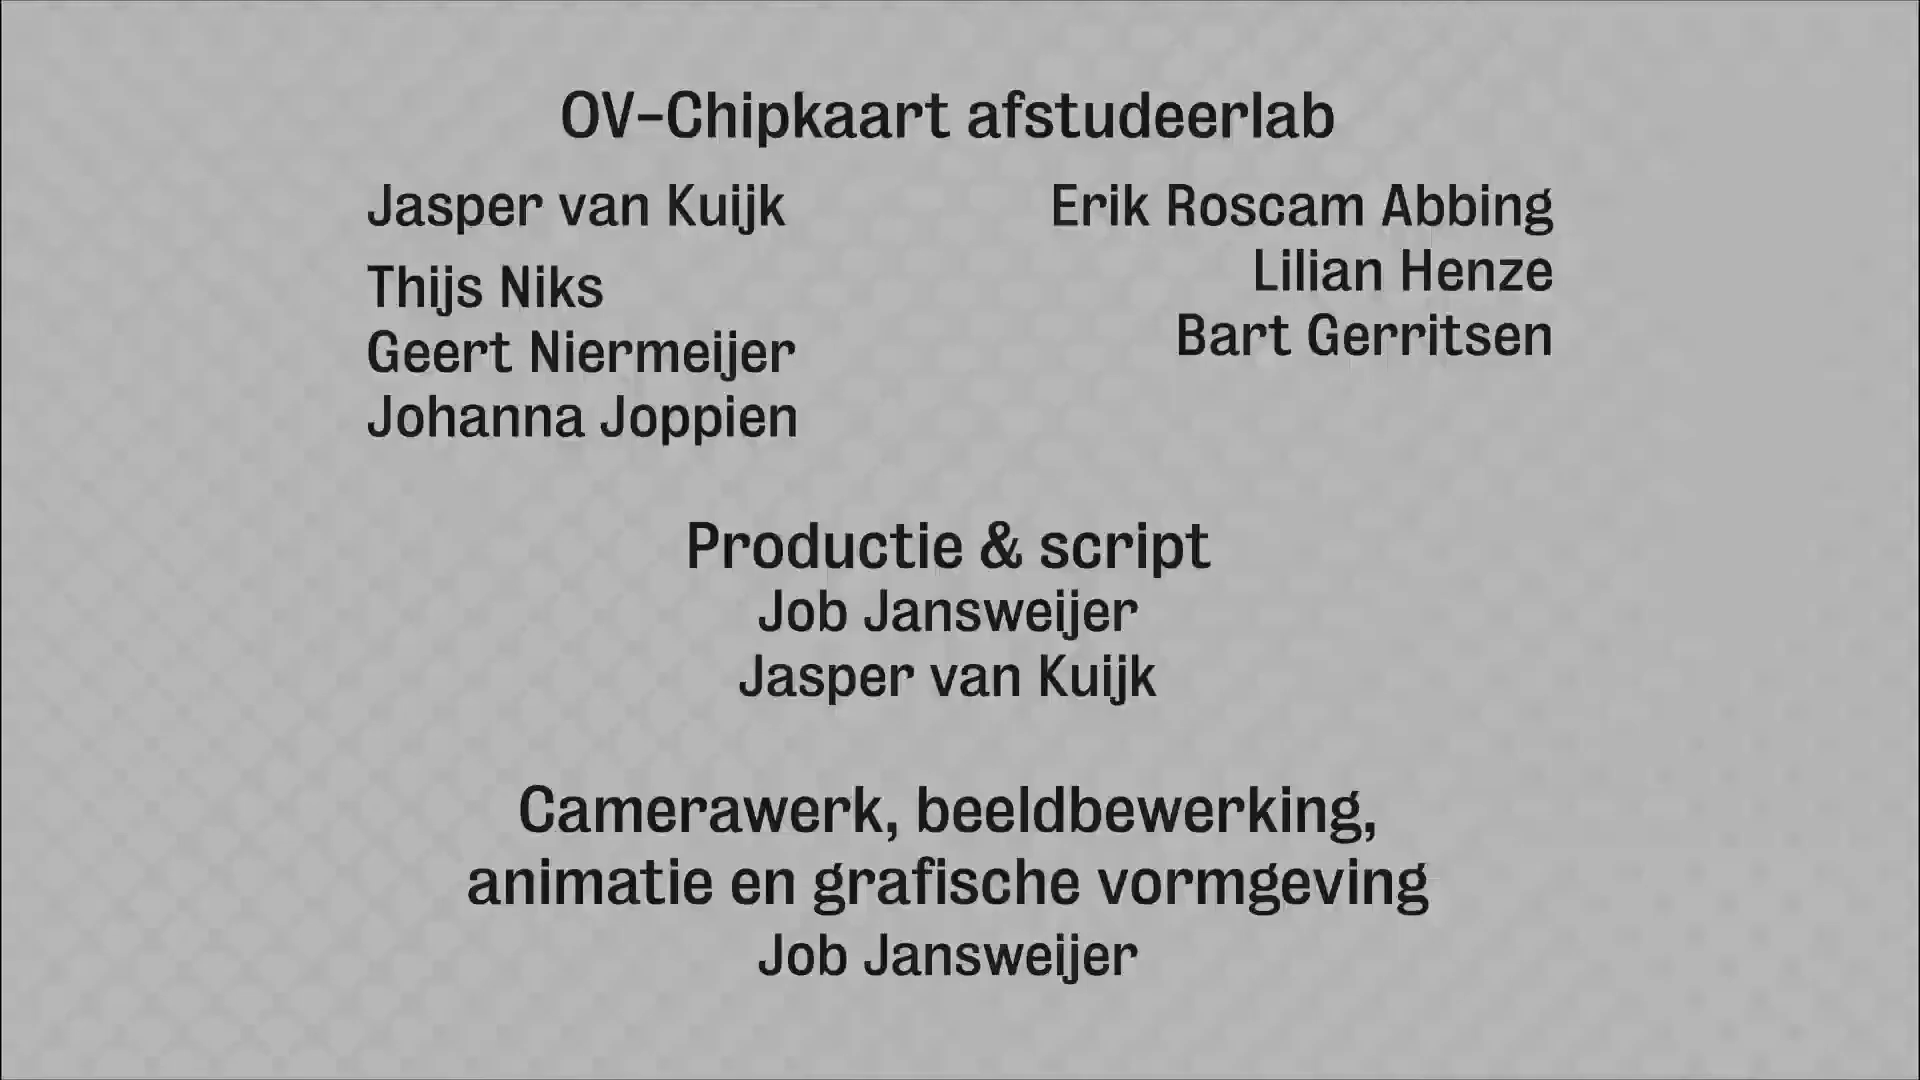 OV-Chipkaart afstudeerlab
Jasper van Kuijk
Thijs Niks
Geert Niermeijer
Johanna Joppien
Erik Roscam Abbing
Lilian Henze
Bart Gerritsen
Productie & script
Job Jansweijer
Jasper van Kuijk
Camerawerk, beeldbewerking,
animatie en grafische vormgeving
Job Jansweijer